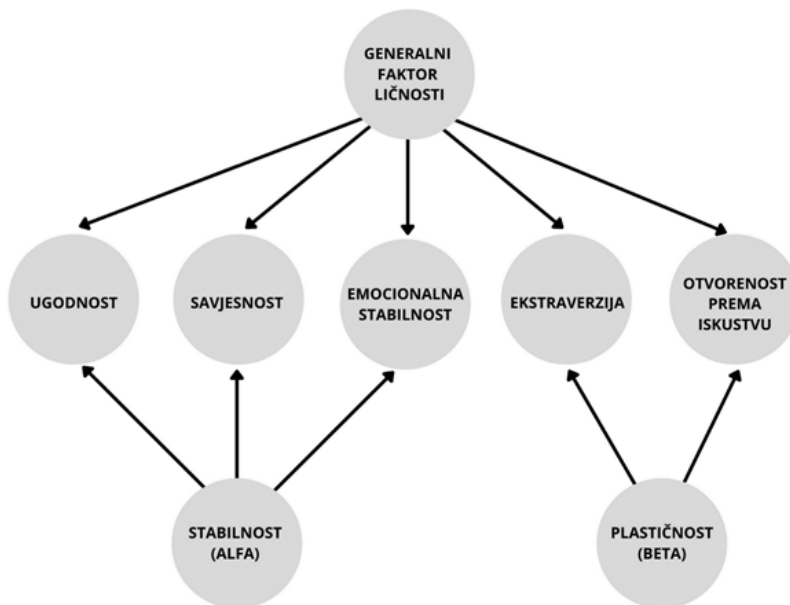 GENERALNI
FAKTOR
LIČNOSTI
UGODNOST
SAVJESNOST
EMOCIONALNA
STABILNOST
EKSTRAVERZIJA
OTVORENOST
PREMA
ISKUSTVU
STABILNOST
(ALFA)
PLASTIČNOST
(BETA)